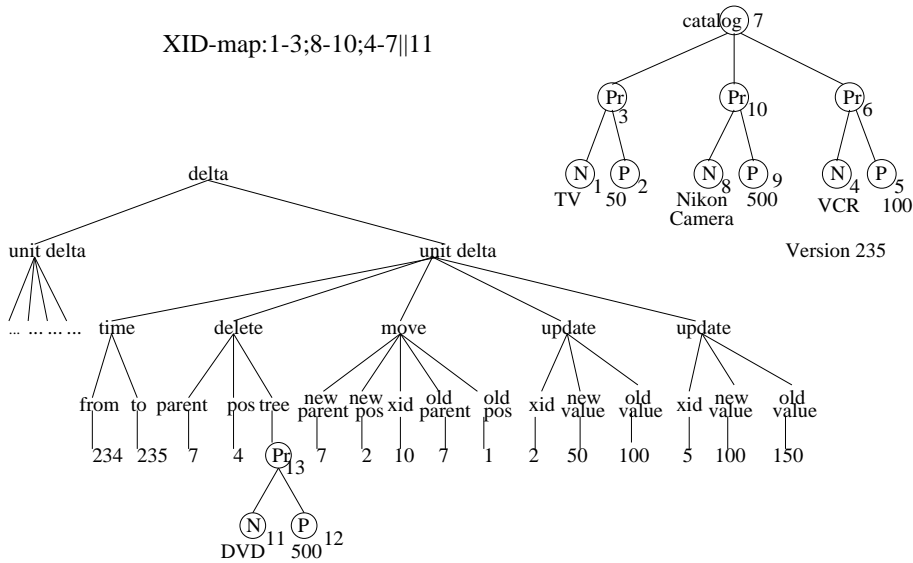 catalog 7
XID-map:1-3;8-10;4-7||11
Pr 3 Pr 10 Pr 6
delta
N 1 P 2 N 8 P 9 N 4 P 5
TV 50 Nikon Camera 500 VCR 100
unit delta unit delta Version 235
... ... ... ... time delete move update update
from to parent pos tree new parent new pos xid old parent old pos xid new value old value xid new value old value
234 235 7 4 Pr 13 7 2 10 7 1 2 50 100 5 100 150
N 11 P 12
DVD 500